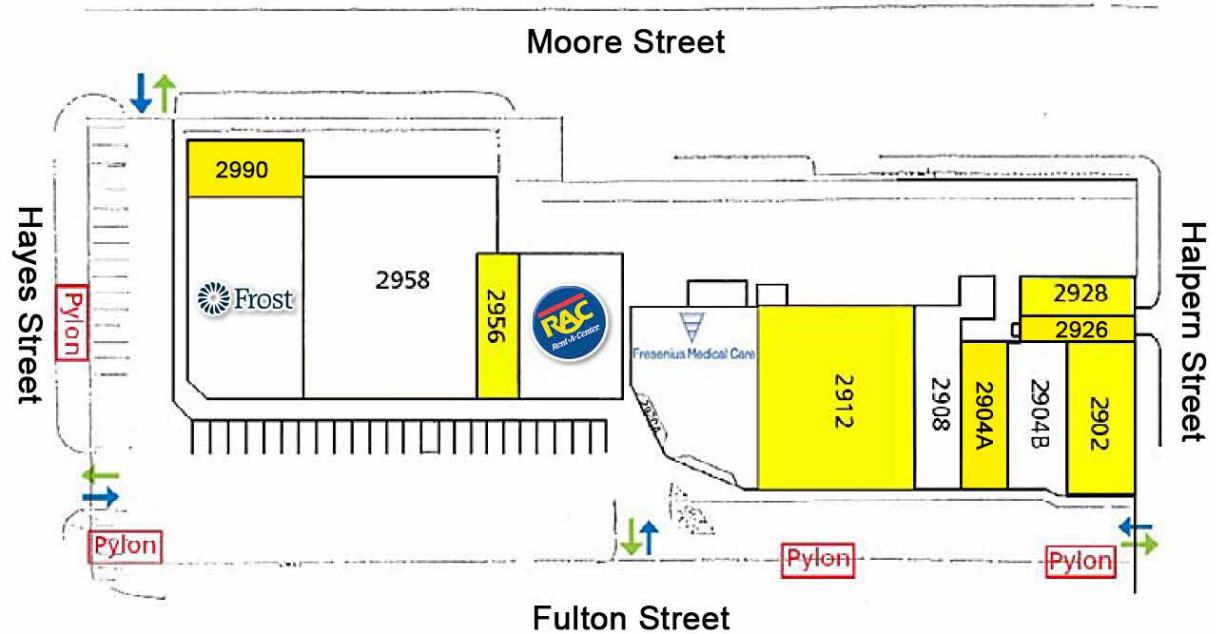 Moore Street
2990
Hayes Street
Pylon
Frost
2958
2956
RAC
Rent-A-Center
Fresenius Medical Care
2912
2908
2904A
2904B
2902
2928
2926
Halpern Street
Pylon
Pylon
Pylon
Fulton Street